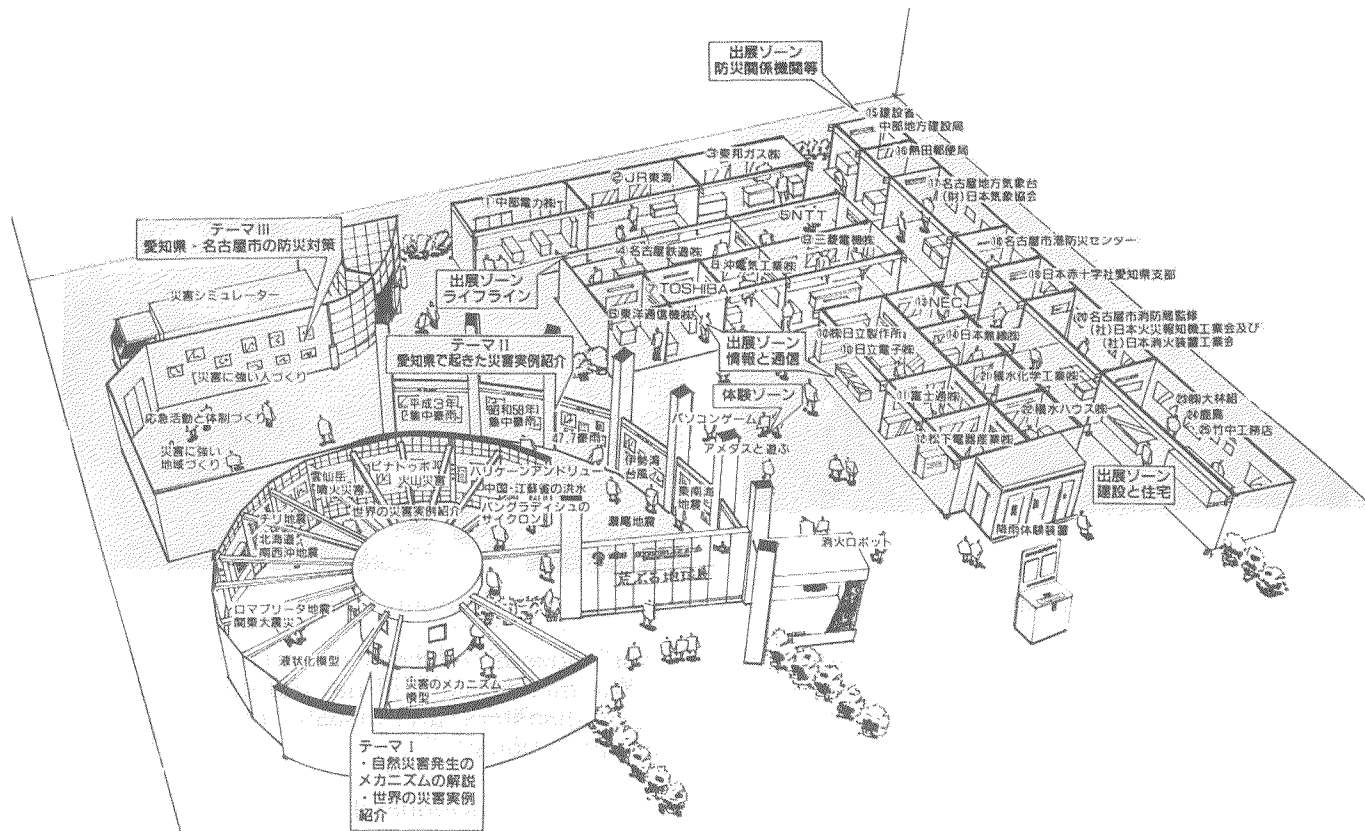 出展ゾーン
防災関係機関等
⑮建設省
中部地方建設局
⑯熱田郵便局
⑰名古屋地方気象台
(財)日本気象協会
③東邦ガス㈱
②JR東海
①中部電力㈱
⑤NTT
④名古屋鉄道㈱
⑧三菱電機㈱
沖電気工業㈱
⑦TOSHIBA
⑥東洋通信機㈱
名古屋市港防災センター
日本赤十字社愛知県支部
⑳名古屋市消防局監修
(社)日本火災報知機工業会及び
(社)日本消火装置工業会
テーマⅢ
愛知県・名古屋市の防災対策
災害シミュレーター
出展ゾーン
ライフライン
テーマⅡ
愛知県で起きた災害実例紹介
出展ゾーン
情報と通信
体験ゾーン
NEC
㈱日立製作所
日立電子㈱
⑭日本無線㈱
㉑積水化学工業㈱
⑪富士通㈱
㉒積水ハウス㈱
⑫松下電器産業㈱
㉓㈱大林組
㉔鹿島
㉕竹中工務店
出展ゾーン
建設と住宅
災害に強い人づくり
応急活動と体制づくり
災害に強い
地域づくり
平成3年
集中豪雨
昭和58年
集中豪雨
47.7豪雨
伊勢湾
台風
パソコンゲーム
アメダスと遊ぶ
東南海
地震
濃尾地震
降雨体験装置
消火ロボット
雲仙岳
噴火災害
ピナトゥボ
火山災害
ハリケーンアンドリュー
中国・江蘇省の洪水
世界の災害実例紹介
バングラディシュの
サイクロン
チリ地震
北海道
南西沖地震
荒ぶる地球展
ロマプリータ地震
関東大震災
液状化模型
災害のメカニズム
模型
テーマⅠ
・自然災害発生の
メカニズムの解説
・世界の災害実例
紹介